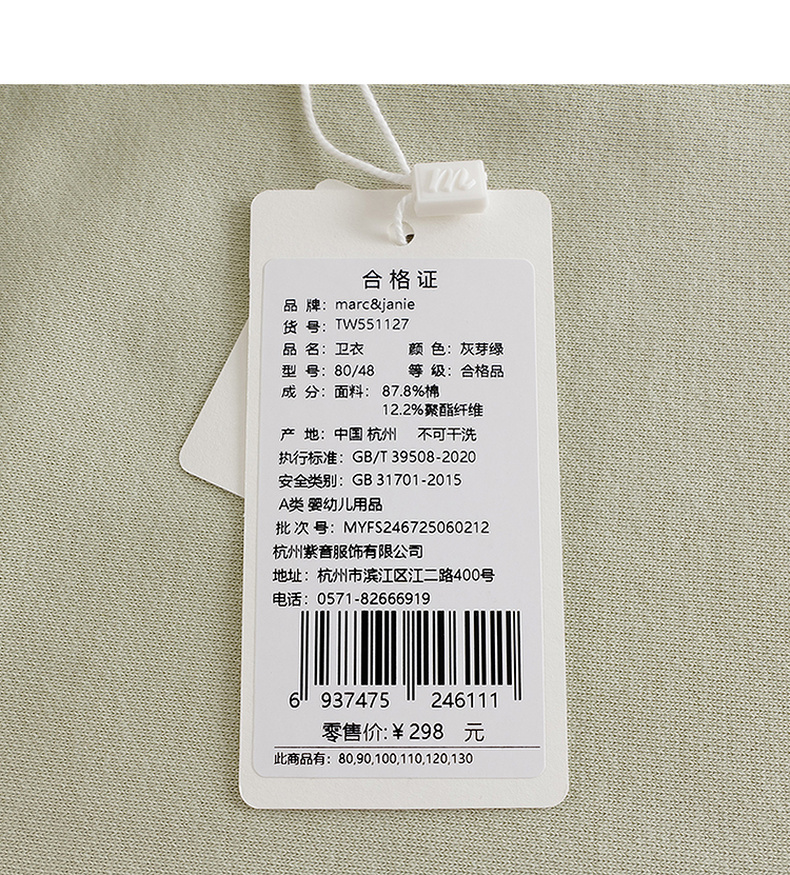 m
合格证
品 牌：marc&janie
货 号：TW551127
品 名：卫衣 颜 色：灰芽绿
型 号：80/48 等 级：合格品
成 分：面料： 87.8%棉
12.2%聚酯纤维
产 地：中国 杭州 不可干洗
执行标准：GB/T 39508-2020
安全类别：GB 31701-2015
A类 婴幼儿用品
批 次 号：MYFS246725060212
杭州紫音服饰有限公司
地址：杭州市滨江区江二路400号
电话：0571-82666919
6 937475 246111
零售价:￥298 元
此商品有：80,90,100,110,120,130